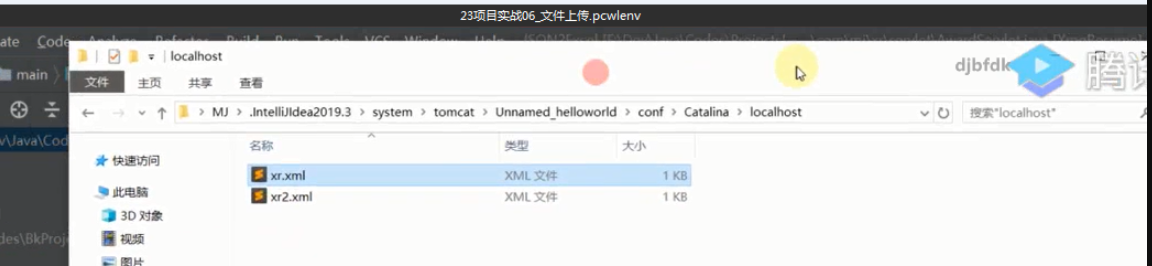 23项目实战06_文件上传.pcwlenv
ate Code Analyze Refactor Build Run Tools VCS Window Help
main
localhost
djbfdk
腾讯
文件 主页 共享 查看
MJ > .IntelliJIdea2019.3 > system > tomcat > Unnamed_helloworld > conf > Catalina > localhost
搜索"localhost"
v\Java\Cod
名称 类型 大小
快速访问
xr.xml XML 文件 1 KB
此电脑
xr2.xml XML 文件 1 KB
3D 对象
des\BkProj
视频
图片